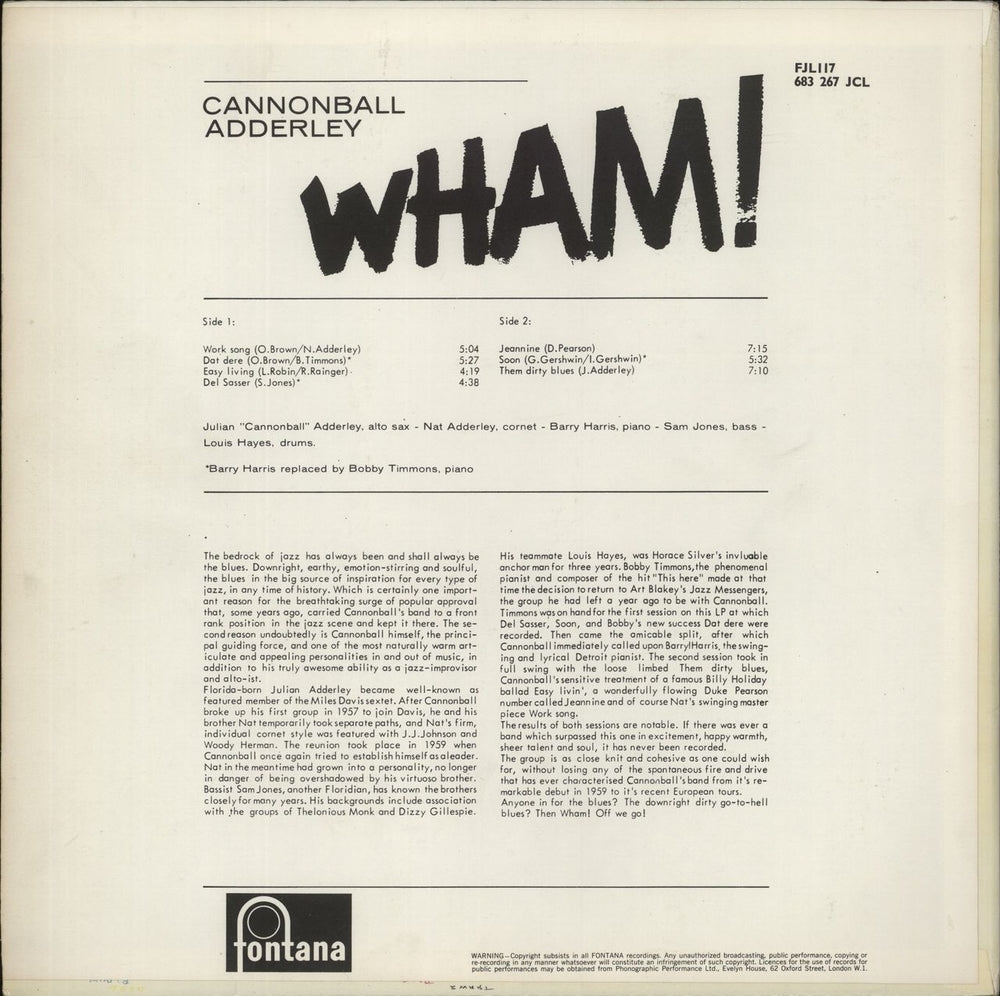 FJL117
683 267 JCL
CANNONBALL
ADDERLEY
WHAM!
Side 1:
Work song (O.Brown/N.Adderley) 5:04
Dat dere (O.Brown/B.Timmons)* 5:27
Easy living (L.Robin/R.Rainger) 4:19
Del Sasser (S.Jones)* 4:38
Side 2:
Jeannine (D.Pearson) 7:15
Soon (G.Gershwin/I.Gershwin)* 5:32
Them dirty blues (J.Adderley) 7:10
Julian "Cannonball" Adderley, alto sax - Nat Adderley, cornet - Barry Harris, piano - Sam Jones, bass -
Louis Hayes, drums.
*Barry Harris replaced by Bobby Timmons, piano
The bedrock of jazz has always been and shall always be
the blues. Downright, earthy, emotion-stirring and soulful,
the blues in the big source of inspiration for every type of
jazz, in any time of history. Which is certainly one import-
ant reason for the breathtaking surge of popular approval
that, some years ago, carried Cannonball's band to a front
rank position in the jazz scene and kept it there. The se-
cond reason undoubtedly is Cannonball himself, the princi-
pal guiding force, and one of the most naturally warm art-
iculate and appealing personalities in and out of music, in
addition to his truly awesome ability as a jazz-improvisor
and alto-ist.
Florida-born Julian Adderley became well-known as
featured member of the Miles Davis sextet. After Cannonball
broke up his first group in 1957 to join Davis, he and his
brother Nat temporarily took separate paths, and Nat's firm,
individual cornet style was featured with J.J.Johnson and
Woody Herman. The reunion took place in 1959 when
Cannonball once again tried to establish himself as a leader.
Nat in the meantime had grown into a personality, no longer
in danger of being overshadowed by his virtuoso brother.
Bassist Sam Jones, another Floridian, has known the brothers
closely for many years. His backgrounds include association
with the groups of Thelonious Monk and Dizzy Gillespie.
His teammate Louis Hayes, was Horace Silver's invluable
anchor man for three years. Bobby Timmons, the phenomenal
pianist and composer of the hit "This here" made at that
time the decision to return to Art Blakey's Jazz Messengers,
the group he had left a year ago to be with Cannonball.
Timmons was on hand for the first session on this LP at which
Del Sasser, Soon, and Bobby's new success Dat dere were
recorded. Then came the amicable split, after which
Cannonball immediately called upon Barry!Harris, the swing-
ing and lyrical Detroit pianist. The second session took in
full swing with the loose limbed Them dirty blues,
Cannonball's sensitive treatment of a famous Billy Holiday
ballad Easy livin', a wonderfully flowing Duke Pearson
number called Jeannine and of course Nat's swinging master
piece Work song.
The results of both sessions are notable. If there was ever a
band which surpassed this one in excitement, happy warmth,
sheer talent and soul, it has never been recorded.
The group is as close knit and cohesive as one could wish
for, without losing any of the spontaneous fire and drive
that has ever characterised Cannonball's band from it's re-
markable debut in 1959 to it's recent European tours.
Anyone in for the blues? The downright dirty go-to-hell
blues? Then Wham! Off we go!
fontana
WARNING—Copyright subsists in all FONTANA recordings. Any unauthorized broadcasting, public performance, copying or
re-recording in any manner whatsoever will constitute an infringement of such copyright. Licences for the use of records for
public performances may be obtained from Phonographic Performance Ltd., Evelyn House, 62 Oxford Street, London W.1.